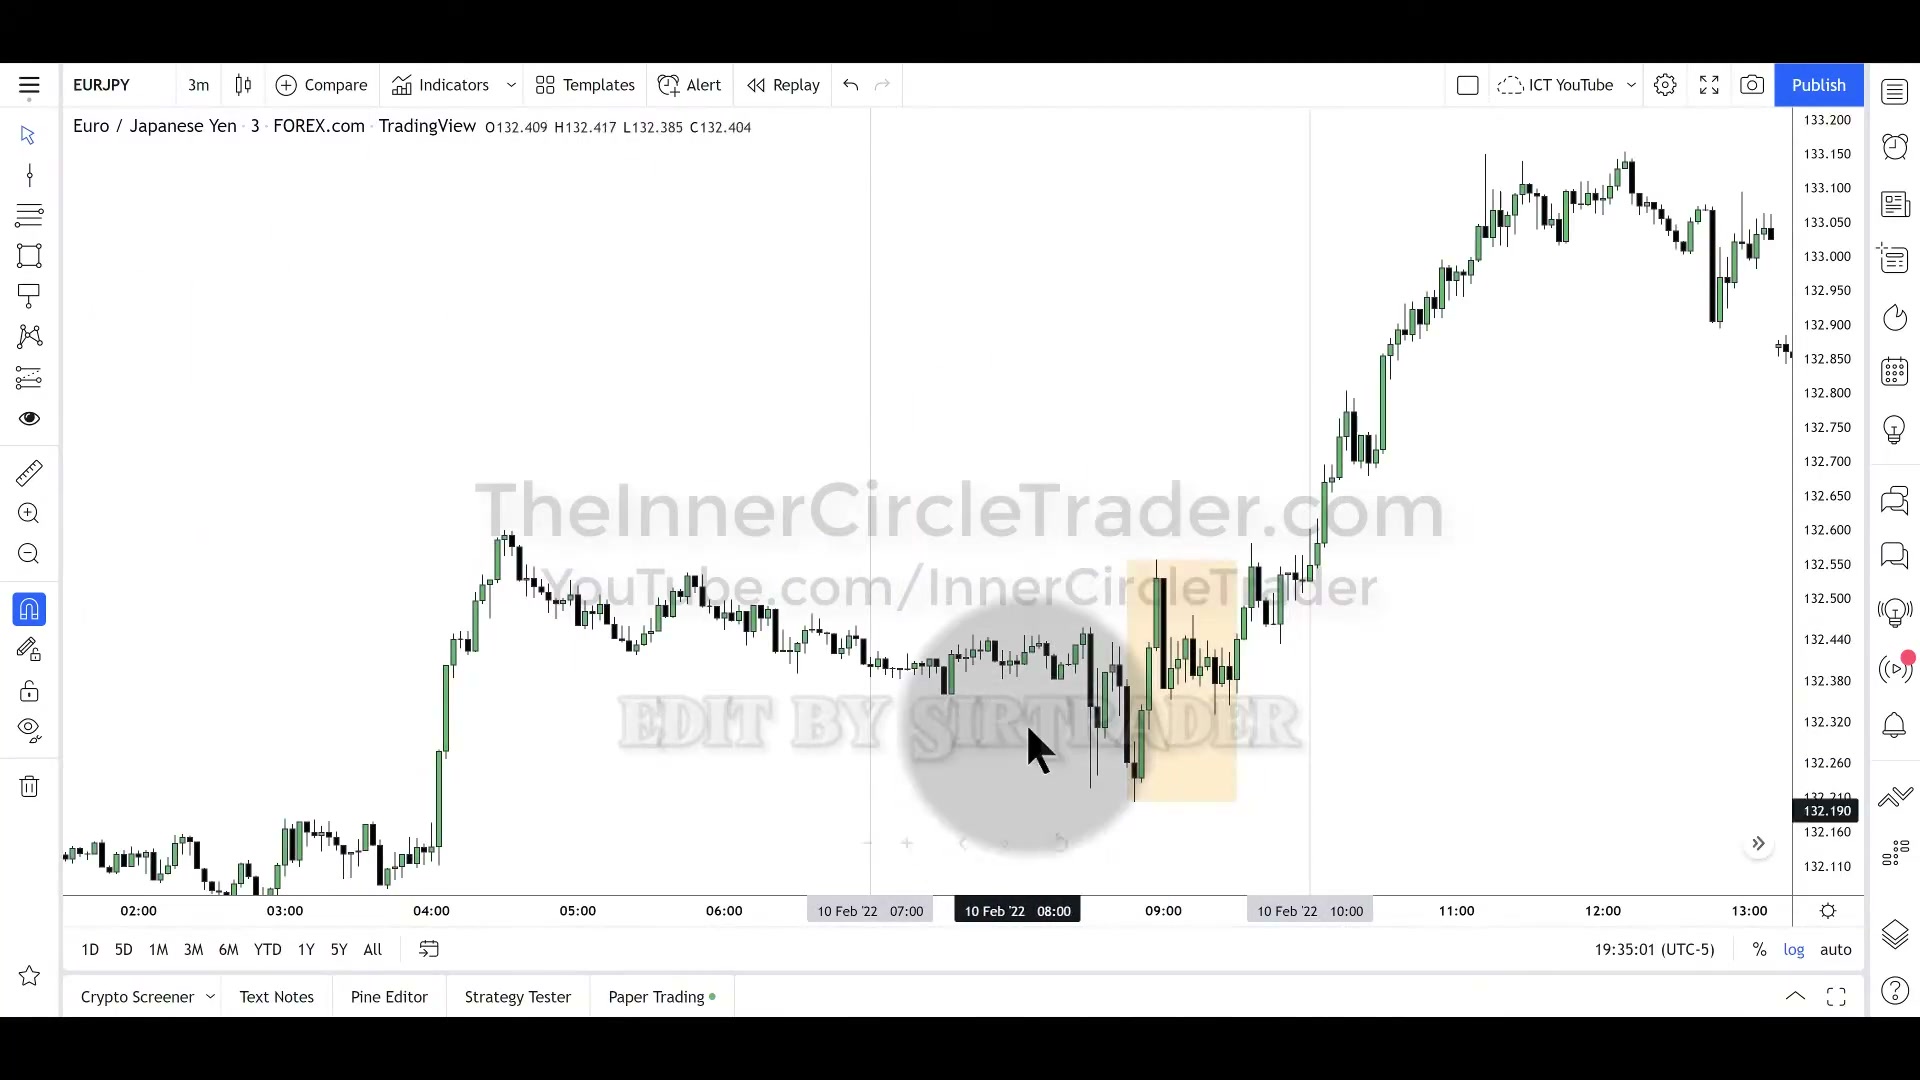 EURJPY 3m Compare Indicators Templates Alert Replay ICT YouTube Publish
Euro / Japanese Yen · 3 · FOREX.com · TradingView O132.409 H132.417 L132.385 C132.404
133.200
133.150
133.100
133.050
133.000
132.950
132.900
132.850
132.800
132.750
132.700
132.650
132.600
132.550
132.500
132.440
132.380
132.320
132.260
132.210
132.190
132.160
132.110
TheInnerCircleTrader.com
YouTube.com/InnerCircleTrader
EDIT BY SIRTRADER
02:00 03:00 04:00 05:00 06:00 10 Feb '22 07:00 10 Feb '22 08:00 09:00 10 Feb '22 10:00 11:00 12:00 13:00
1D 5D 1M 3M 6M YTD 1Y 5Y All 19:35:01 (UTC-5) % log auto
Crypto Screener Text Notes Pine Editor Strategy Tester Paper Trading